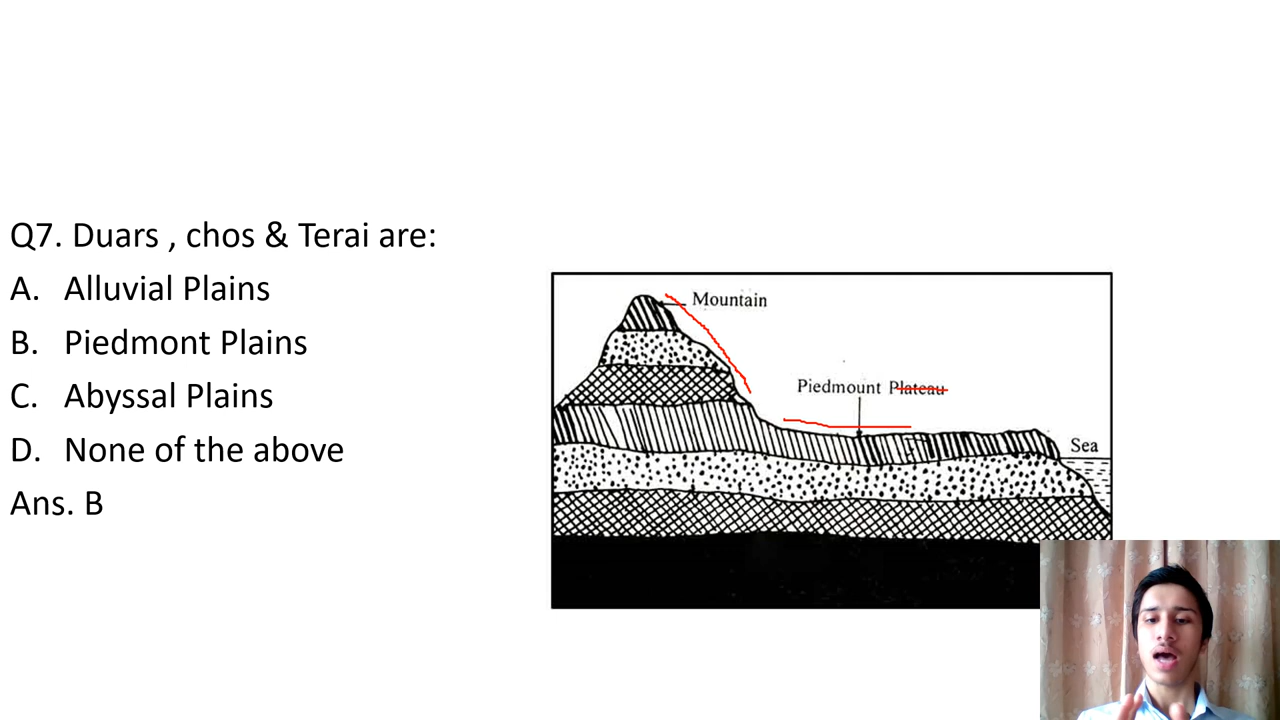 Q7. Duars , chos & Terai are:
A. Alluvial Plains
B. Piedmont Plains
C. Abyssal Plains
D. None of the above
Ans. B
Mountain
Piedmount Plateau
Sea